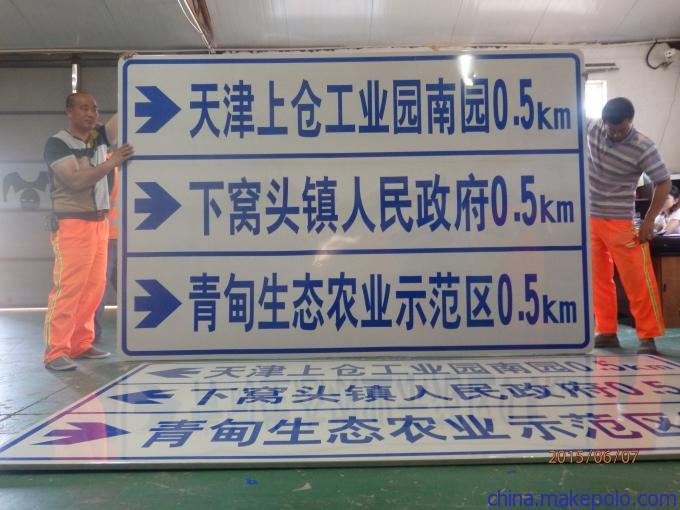 天津上仓工业园南园0.5km
下窝头镇人民政府0.5km
青甸生态农业示范区0.5km
天津上仓工业园南园0.5km
下窝头镇人民政府0.5
青甸生态农业示范区
2015/06/07
china.makepolo.com